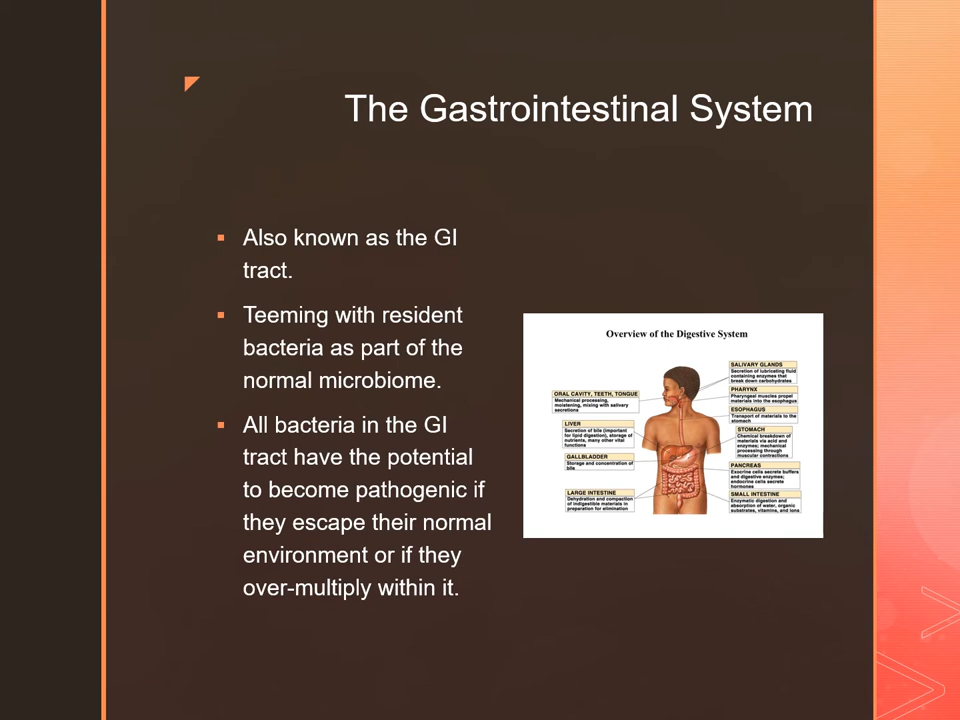 The Gastrointestinal System
Also known as the GI
tract.
Teeming with resident
bacteria as part of the
normal microbiome.
All bacteria in the GI
tract have the potential
to become pathogenic if
they escape their normal
environment or if they
over-multiply within it.
Overview of the Digestive System
ORAL CAVITY, TEETH, TONGUE
Mechanical processing,
moistening, mixing with salivary
secretions
LIVER
Secretion of bile (important
for lipid digestion), storage of
nutrients, many other vital
functions
GALLBLADDER
Storage and concentration of
bile
LARGE INTESTINE
Dehydration and compaction
of indigestible materials in
preparation for elimination
SALIVARY GLANDS
Secretion of lubricating fluid
containing enzymes that
break down carbohydrates
PHARYNX
Pharyngeal muscles propel
materials into the esophagus
ESOPHAGUS
Transport of materials to the
stomach
STOMACH
Chemical breakdown of
materials via acid and
enzymes; mechanical
processing through
muscular contractions
PANCREAS
Exocrine cells secrete buffers
and digestive enzymes;
endocrine cells secrete
hormones
SMALL INTESTINE
Enzymatic digestion and
absorption of water, organic
substrates, vitamins, and ions